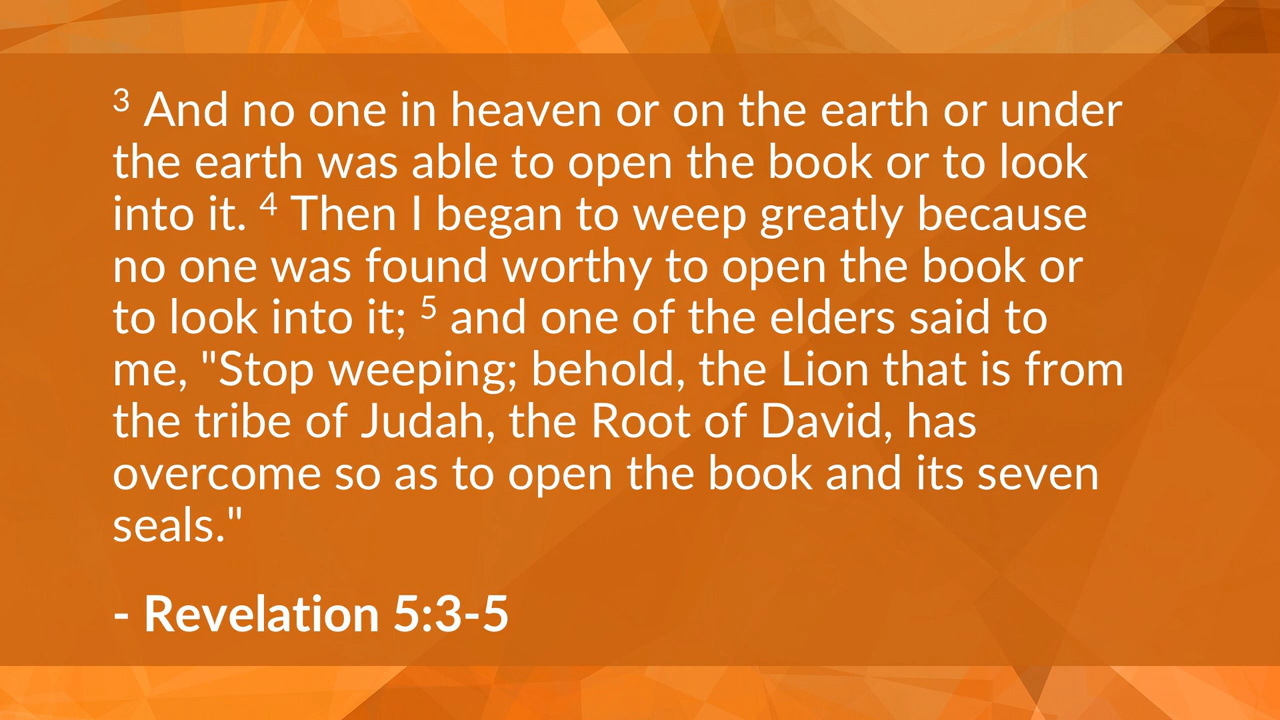 3 And no one in heaven or on the earth or under
the earth was able to open the book or to look
into it. 4 Then I began to weep greatly because
no one was found worthy to open the book or
to look into it; 5 and one of the elders said to
me, "Stop weeping; behold, the Lion that is from
the tribe of Judah, the Root of David, has
overcome so as to open the book and its seven
seals."
- Revelation 5:3-5